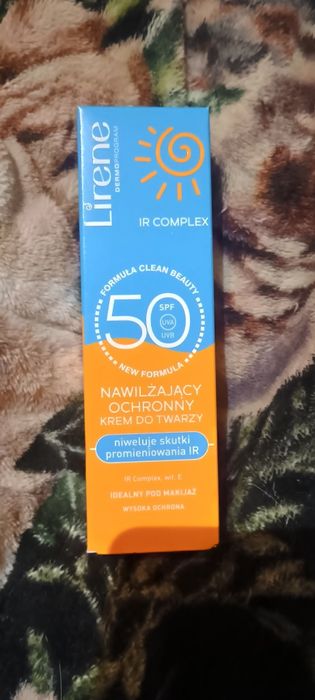 Lirene
DERMOPROGRAM
IR COMPLEX
FORMUŁA CLEAN BEAUTY
50
SPF
UVA
UVB
NEW FORMULA
NAWILŻAJĄCY
OCHRONNY
KREM DO TWARZY
niweluje skutki
promieniowania IR
IR Complex, wit. E
IDEALNY POD MAKIJAŻ
WYSOKA OCHRONA